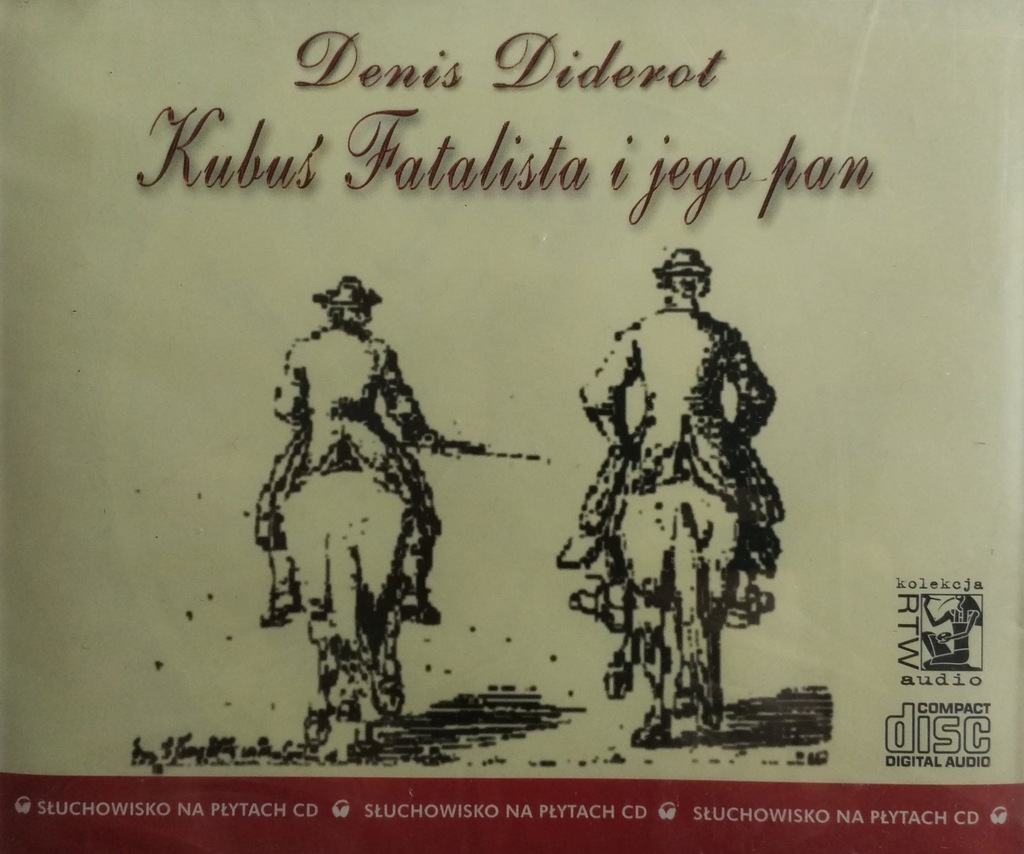 Denis Diderot
Kubuś Fatalista i jego pan
kolekcja
RTW
audio
COMPACT
disc
DIGITAL AUDIO
SŁUCHOWISKO NA PŁYTACH CD SŁUCHOWISKO NA PŁYTACH CD SŁUCHOWISKO NA PŁYTACH CD